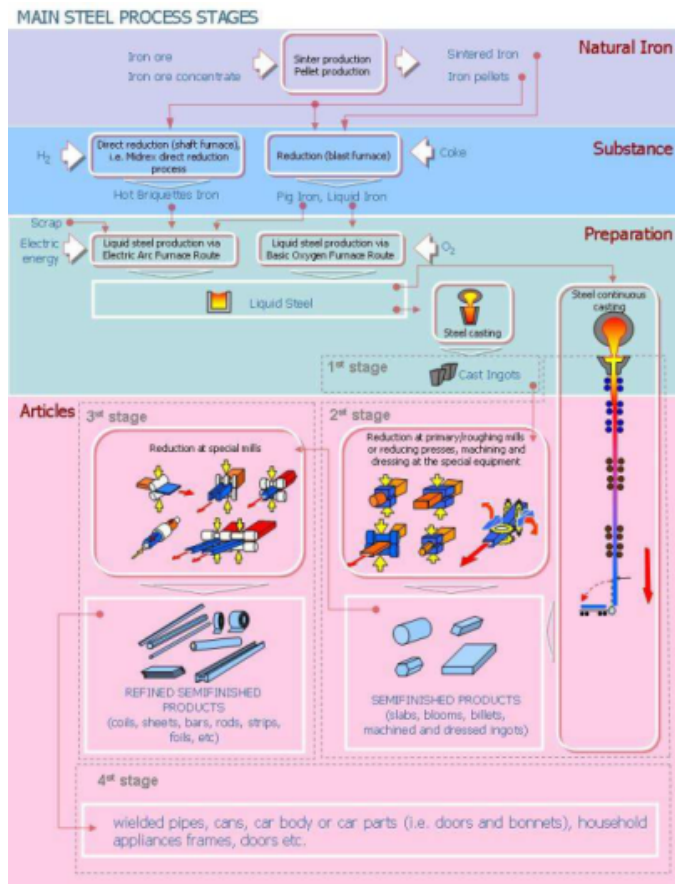 MAIN STEEL PROCESS STAGES
Natural Iron
Iron ore
Iron ore concentrate
Sinter production
Pellet production
Sintered Iron
Iron pellets
Substance
H2
Direct reduction (shaft furnace),
i.e. Midrex direct reduction
process
Reduction (blast furnace)
Coke
Hot Briquettes Iron
Pig Iron, Liquid Iron
Preparation
Scrap
Electric
energy
Liquid steel production via
Electric Arc Furnace Route
Liquid steel production via
Basic Oxygen Furnace Route
O2
Liquid Steel
Steel casting
Steel continuous
casting
1st stage
Cast Ingots
Articles
3st stage
Reduction at special mills
2st stage
Reduction at primary/roughing mills
or reducing presses, machining and
dressing at the special equipment
REFINED SEMIFINISHED
PRODUCTS
(coils, sheets, bars, rods, strips,
foils, etc)
SEMIFINISHED PRODUCTS
(slabs, blooms, billets,
machined and dressed ingots)
4st stage
wielded pipes, cans, car body or car parts (i.e. doors and bonnets), household
appliances frames, doors etc.